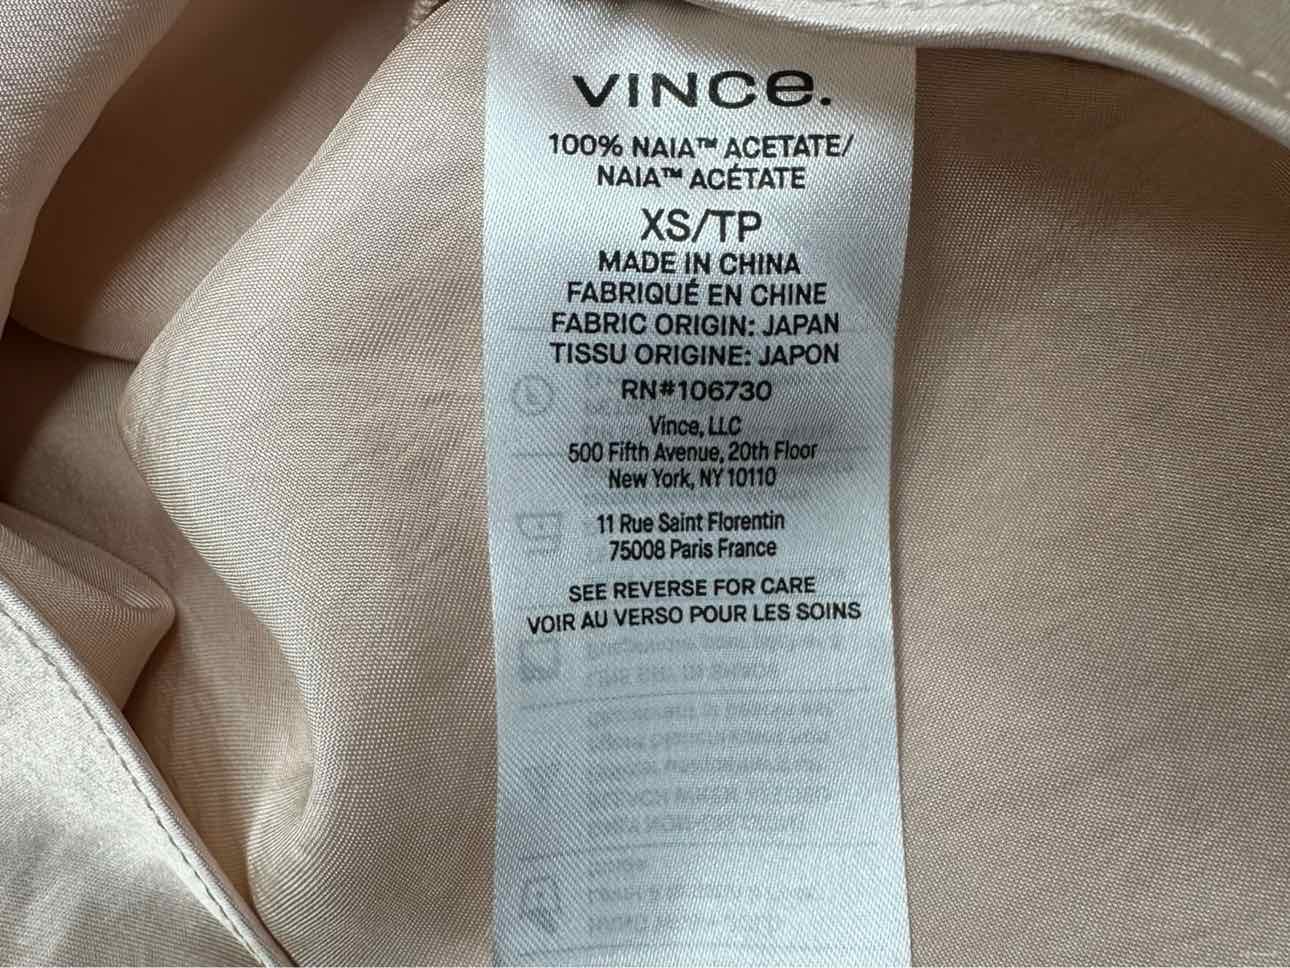 VINCe.
100% NAIA™ ACETATE/
NAIA™ ACÉTATE
XS/TP
MADE IN CHINA
FABRIQUÉ EN CHINE
FABRIC ORIGIN: JAPAN
TISSU ORIGINE: JAPON
RN#106730
Vince, LLC
500 Fifth Avenue, 20th Floor
New York, NY 10110
11 Rue Saint Florentin
75008 Paris France
SEE REVERSE FOR CARE
VOIR AU VERSO POUR LES SOINS